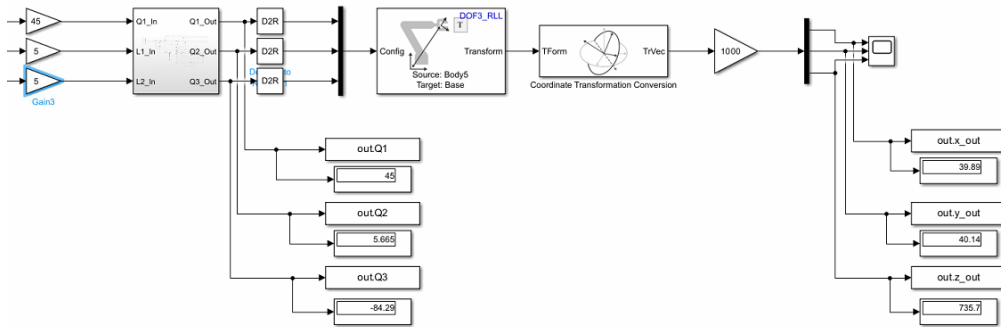 45
5
5
Gain3
Q1_In
L1_In
L2_In
Q1_Out
Q2_Out
Q3_Out
D2R
D2R
D2R
Config
DOF3_RLL
T
Transform
Source: Body5
Target: Base
TForm
TrVec
Coordinate Transformation Conversion
1000
out.Q1
45
out.Q2
5.665
out.Q3
-84.29
out.x_out
39.89
out.y_out
40.14
out.z_out
735.7